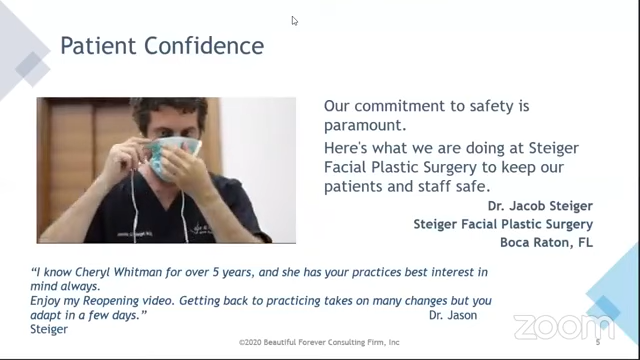 Patient Confidence
Our commitment to safety is
paramount.
Here's what we are doing at Steiger
Facial Plastic Surgery to keep our
patients and staff safe.
Dr. Jacob Steiger
Steiger Facial Plastic Surgery
Boca Raton, FL
“I know Cheryl Whitman for over 5 years, and she has your practices best interest in
mind always.
Enjoy my Reopening video. Getting back to practicing takes on many changes but you
adapt in a few days.” Dr. Jason
Steiger
©2020 Beautiful Forever Consulting Firm, Inc
5
zoom